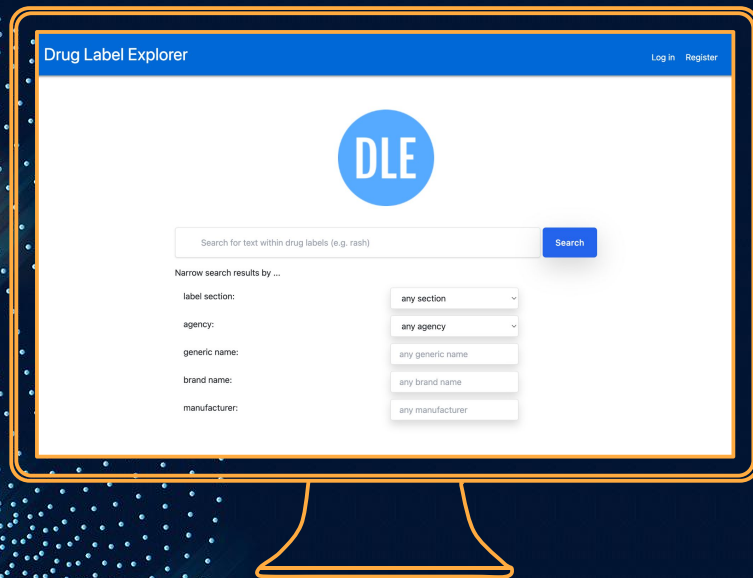 Drug Label Explorer
Log in Register
DLE
Search for text within drug labels (e.g. rash)
Search
Narrow search results by ...
label section:
any section
agency:
any agency
generic name:
any generic name
brand name:
any brand name
manufacturer:
any manufacturer